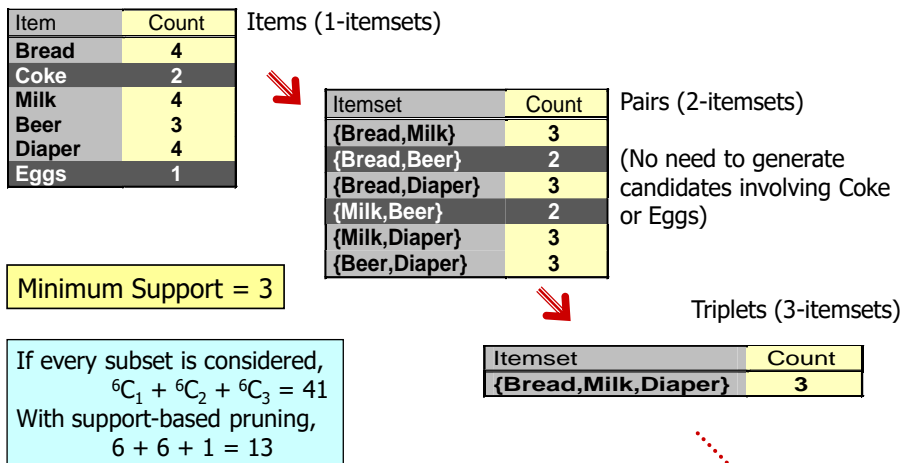 Item Count
Bread 4
Coke 2
Milk 4
Beer 3
Diaper 4
Eggs 1
Items (1-itemsets)
Itemset Count
{Bread,Milk} 3
{Bread,Beer} 2
{Bread,Diaper} 3
{Milk,Beer} 2
{Milk,Diaper} 3
{Beer,Diaper} 3
Pairs (2-itemsets)
(No need to generate
candidates involving Coke
or Eggs)
Minimum Support = 3
Triplets (3-itemsets)
If every subset is considered,
⁶C₁ + ⁶C₂ + ⁶C₃ = 41
With support-based pruning,
6 + 6 + 1 = 13
Itemset Count
{Bread,Milk,Diaper} 3